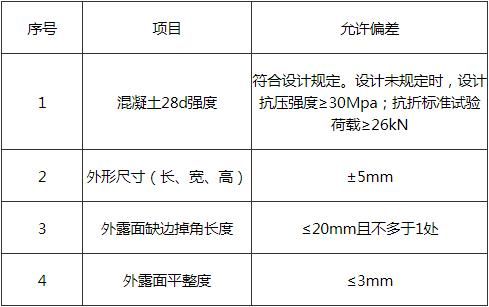 序号 项目 允许偏差
1 混凝土28d强度 符合设计规定。设计未规定时，设计
抗压强度≥30Mpa；抗折标准试验
荷载≥26kN
2 外形尺寸（长、宽、高） ±5mm
3 外露面缺边掉角长度 ≤20mm且不多于1处
4 外露面平整度 ≤3mm